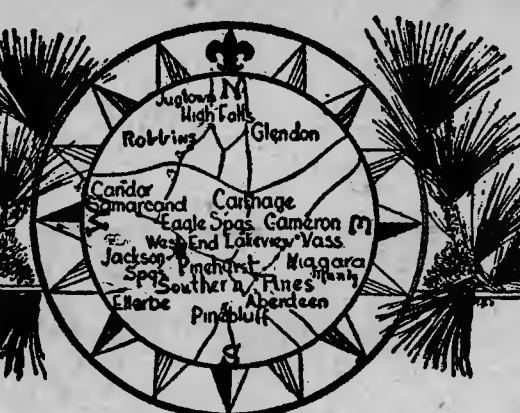 N
Jugtown
High Falls
Robbins Glendon
Candor
Samarcand Carthage
Eagle Spgs. Cameron
West End Lakeview Vass
Jackson Spgs. Pinehurst Niagara
Manly
Southern Pines
Ellerbe Aberdeen
Pinebluff
S